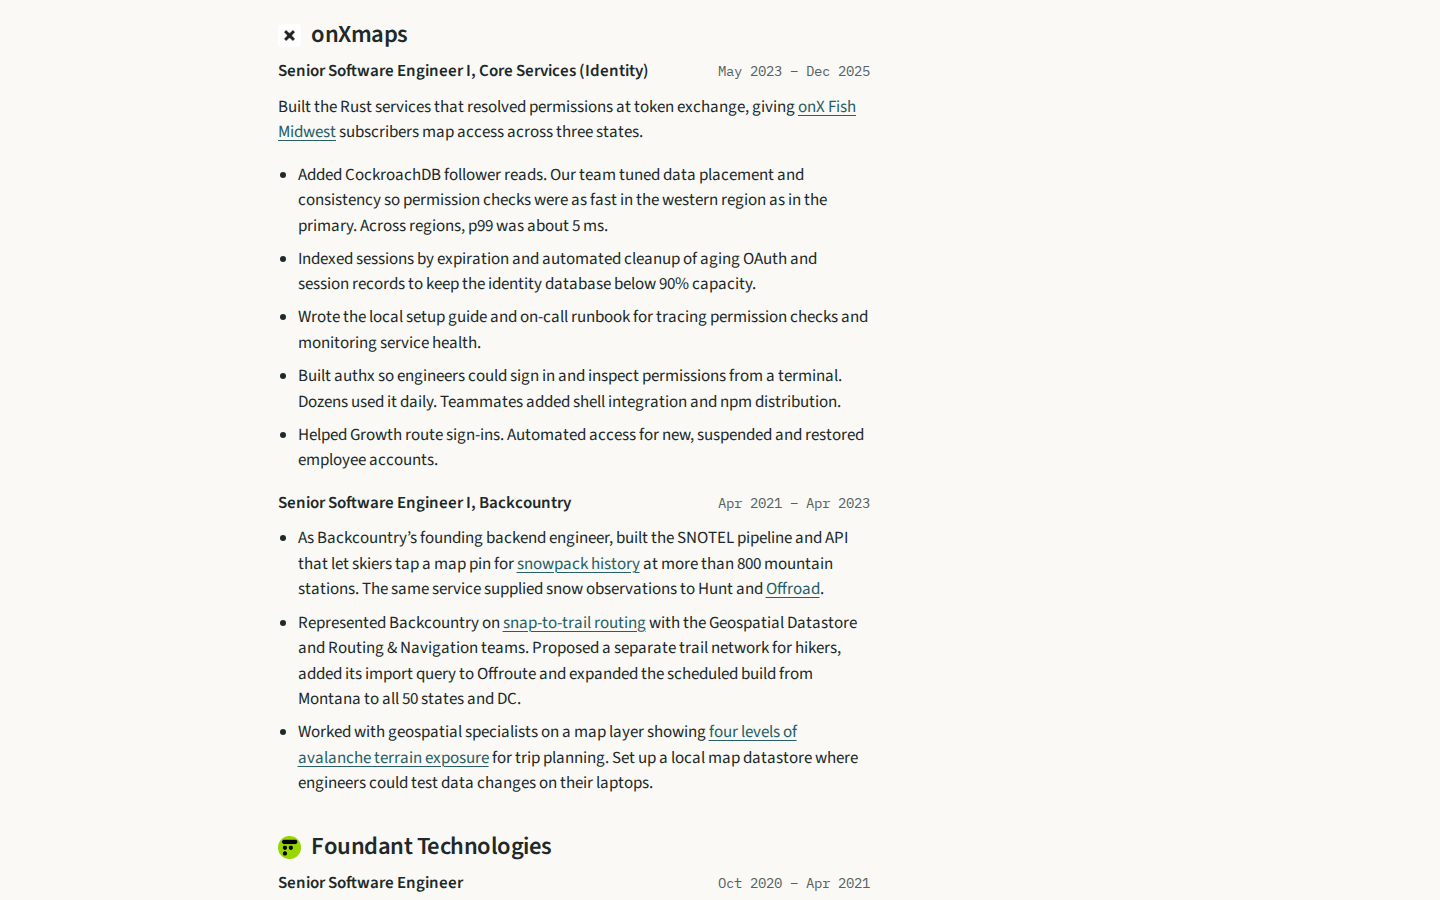 onXmaps
Senior Software Engineer I, Core Services (Identity) May 2023 – Dec 2025
Built the Rust services that resolved permissions at token exchange, giving onX Fish
Midwest subscribers map access across three states.
• Added CockroachDB follower reads. Our team tuned data placement and
consistency so permission checks were as fast in the western region as in the
primary. Across regions, p99 was about 5 ms.
• Indexed sessions by expiration and automated cleanup of aging OAuth and
session records to keep the identity database below 90% capacity.
• Wrote the local setup guide and on-call runbook for tracing permission checks and
monitoring service health.
• Built authx so engineers could sign in and inspect permissions from a terminal.
Dozens used it daily. Teammates added shell integration and npm distribution.
• Helped Growth route sign-ins. Automated access for new, suspended and restored
employee accounts.
Senior Software Engineer I, Backcountry Apr 2021 – Apr 2023
• As Backcountry’s founding backend engineer, built the SNOTEL pipeline and API
that let skiers tap a map pin for snowpack history at more than 800 mountain
stations. The same service supplied snow observations to Hunt and Offroad.
• Represented Backcountry on snap-to-trail routing with the Geospatial Datastore
and Routing & Navigation teams. Proposed a separate trail network for hikers,
added its import query to Offroute and expanded the scheduled build from
Montana to all 50 states and DC.
• Worked with geospatial specialists on a map layer showing four levels of
avalanche terrain exposure for trip planning. Set up a local map datastore where
engineers could test data changes on their laptops.
Foundant Technologies
Senior Software Engineer Oct 2020 – Apr 2021